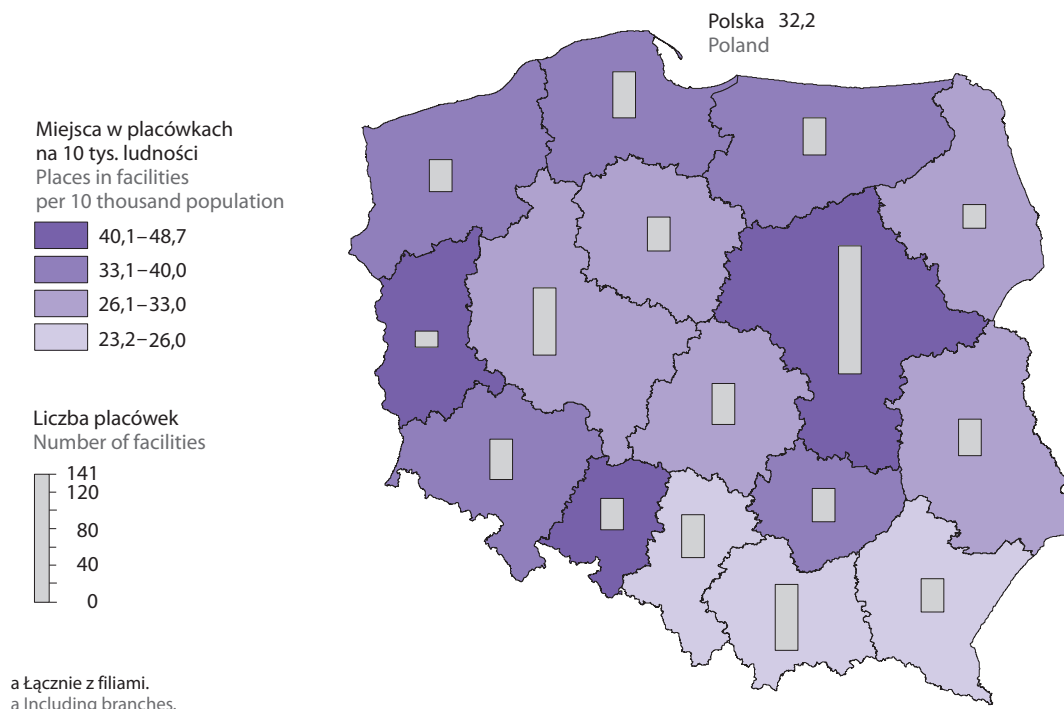 Polska 32,2
Poland
Miejsca w placówkach
na 10 tys. ludności
Places in facilities
per 10 thousand population
40,1–48,7
33,1–40,0
26,1–33,0
23,2–26,0
Liczba placówek
Number of facilities
141
120
80
40
0
a Łącznie z filiami.
a Including branches.